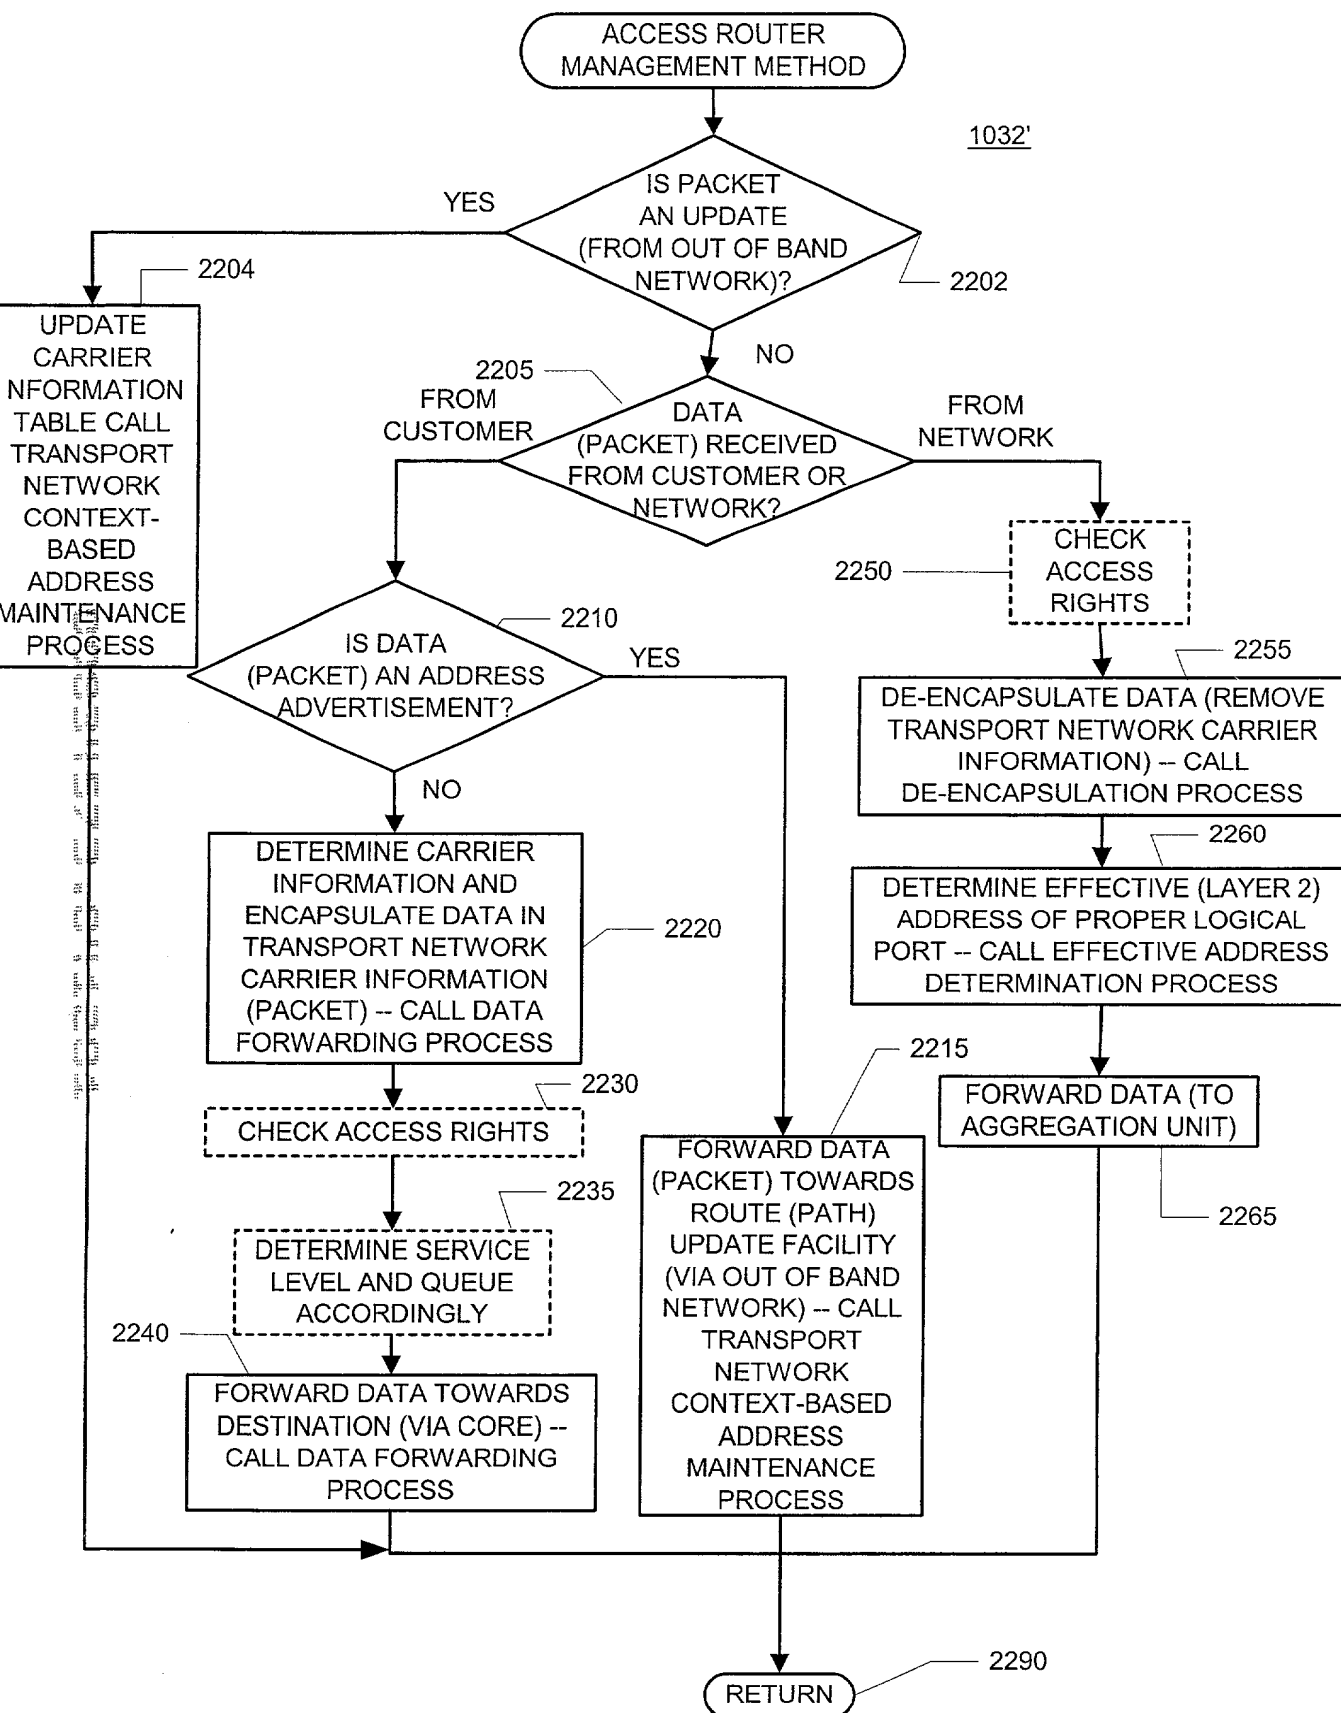 ACCESS ROUTER
MANAGEMENT METHOD
1032'
IS PACKET
AN UPDATE
(FROM OUT OF BAND
NETWORK)?
YES
2202
2204
NO
UPDATE
CARRIER
NFORMATION
TABLE CALL
TRANSPORT
NETWORK
CONTEXT-
BASED
ADDRESS
MAINTENANCE
PROCESS
2205
FROM
CUSTOMER
DATA
(PACKET) RECEIVED
FROM CUSTOMER OR
NETWORK?
FROM
NETWORK
2250
CHECK
ACCESS
RIGHTS
2210
IS DATA
(PACKET) AN ADDRESS
ADVERTISEMENT?
YES
NO
2255
DE-ENCAPSULATE DATA (REMOVE
TRANSPORT NETWORK CARRIER
INFORMATION) -- CALL
DE-ENCAPSULATION PROCESS
2260
DETERMINE EFFECTIVE (LAYER 2)
ADDRESS OF PROPER LOGICAL
PORT -- CALL EFFECTIVE ADDRESS
DETERMINATION PROCESS
DETERMINE CARRIER
INFORMATION AND
ENCAPSULATE DATA IN
TRANSPORT NETWORK
CARRIER INFORMATION
(PACKET) -- CALL DATA
FORWARDING PROCESS
2220
2230
CHECK ACCESS RIGHTS
2235
DETERMINE SERVICE
LEVEL AND QUEUE
ACCORDINGLY
2240
FORWARD DATA TOWARDS
DESTINATION (VIA CORE) --
CALL DATA FORWARDING
PROCESS
2215
FORWARD DATA
(PACKET) TOWARDS
ROUTE (PATH)
UPDATE FACILITY
(VIA OUT OF BAND
NETWORK) -- CALL
TRANSPORT
NETWORK
CONTEXT-BASED
ADDRESS
MAINTENANCE
PROCESS
FORWARD DATA (TO
AGGREGATION UNIT)
2265
RETURN
2290